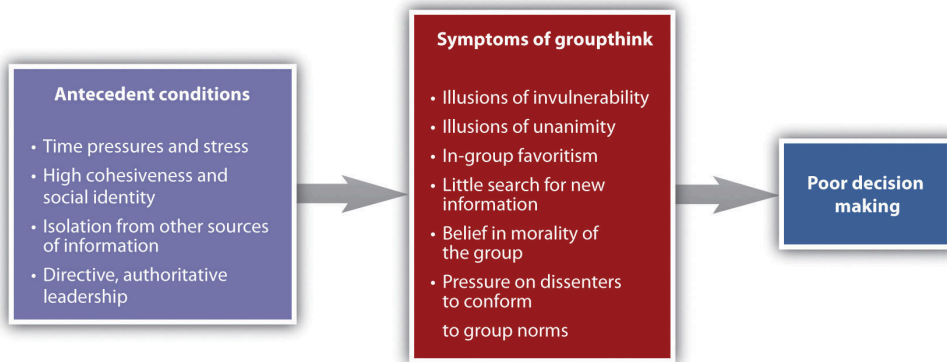 Antecedent conditions
• Time pressures and stress
• High cohesiveness and
social identity
• Isolation from other sources
of information
• Directive, authoritative
leadership
Symptoms of groupthink
• Illusions of invulnerability
• Illusions of unanimity
• In-group favoritism
• Little search for new
information
• Belief in morality of
the group
• Pressure on dissenters
to conform
to group norms
Poor decision
making